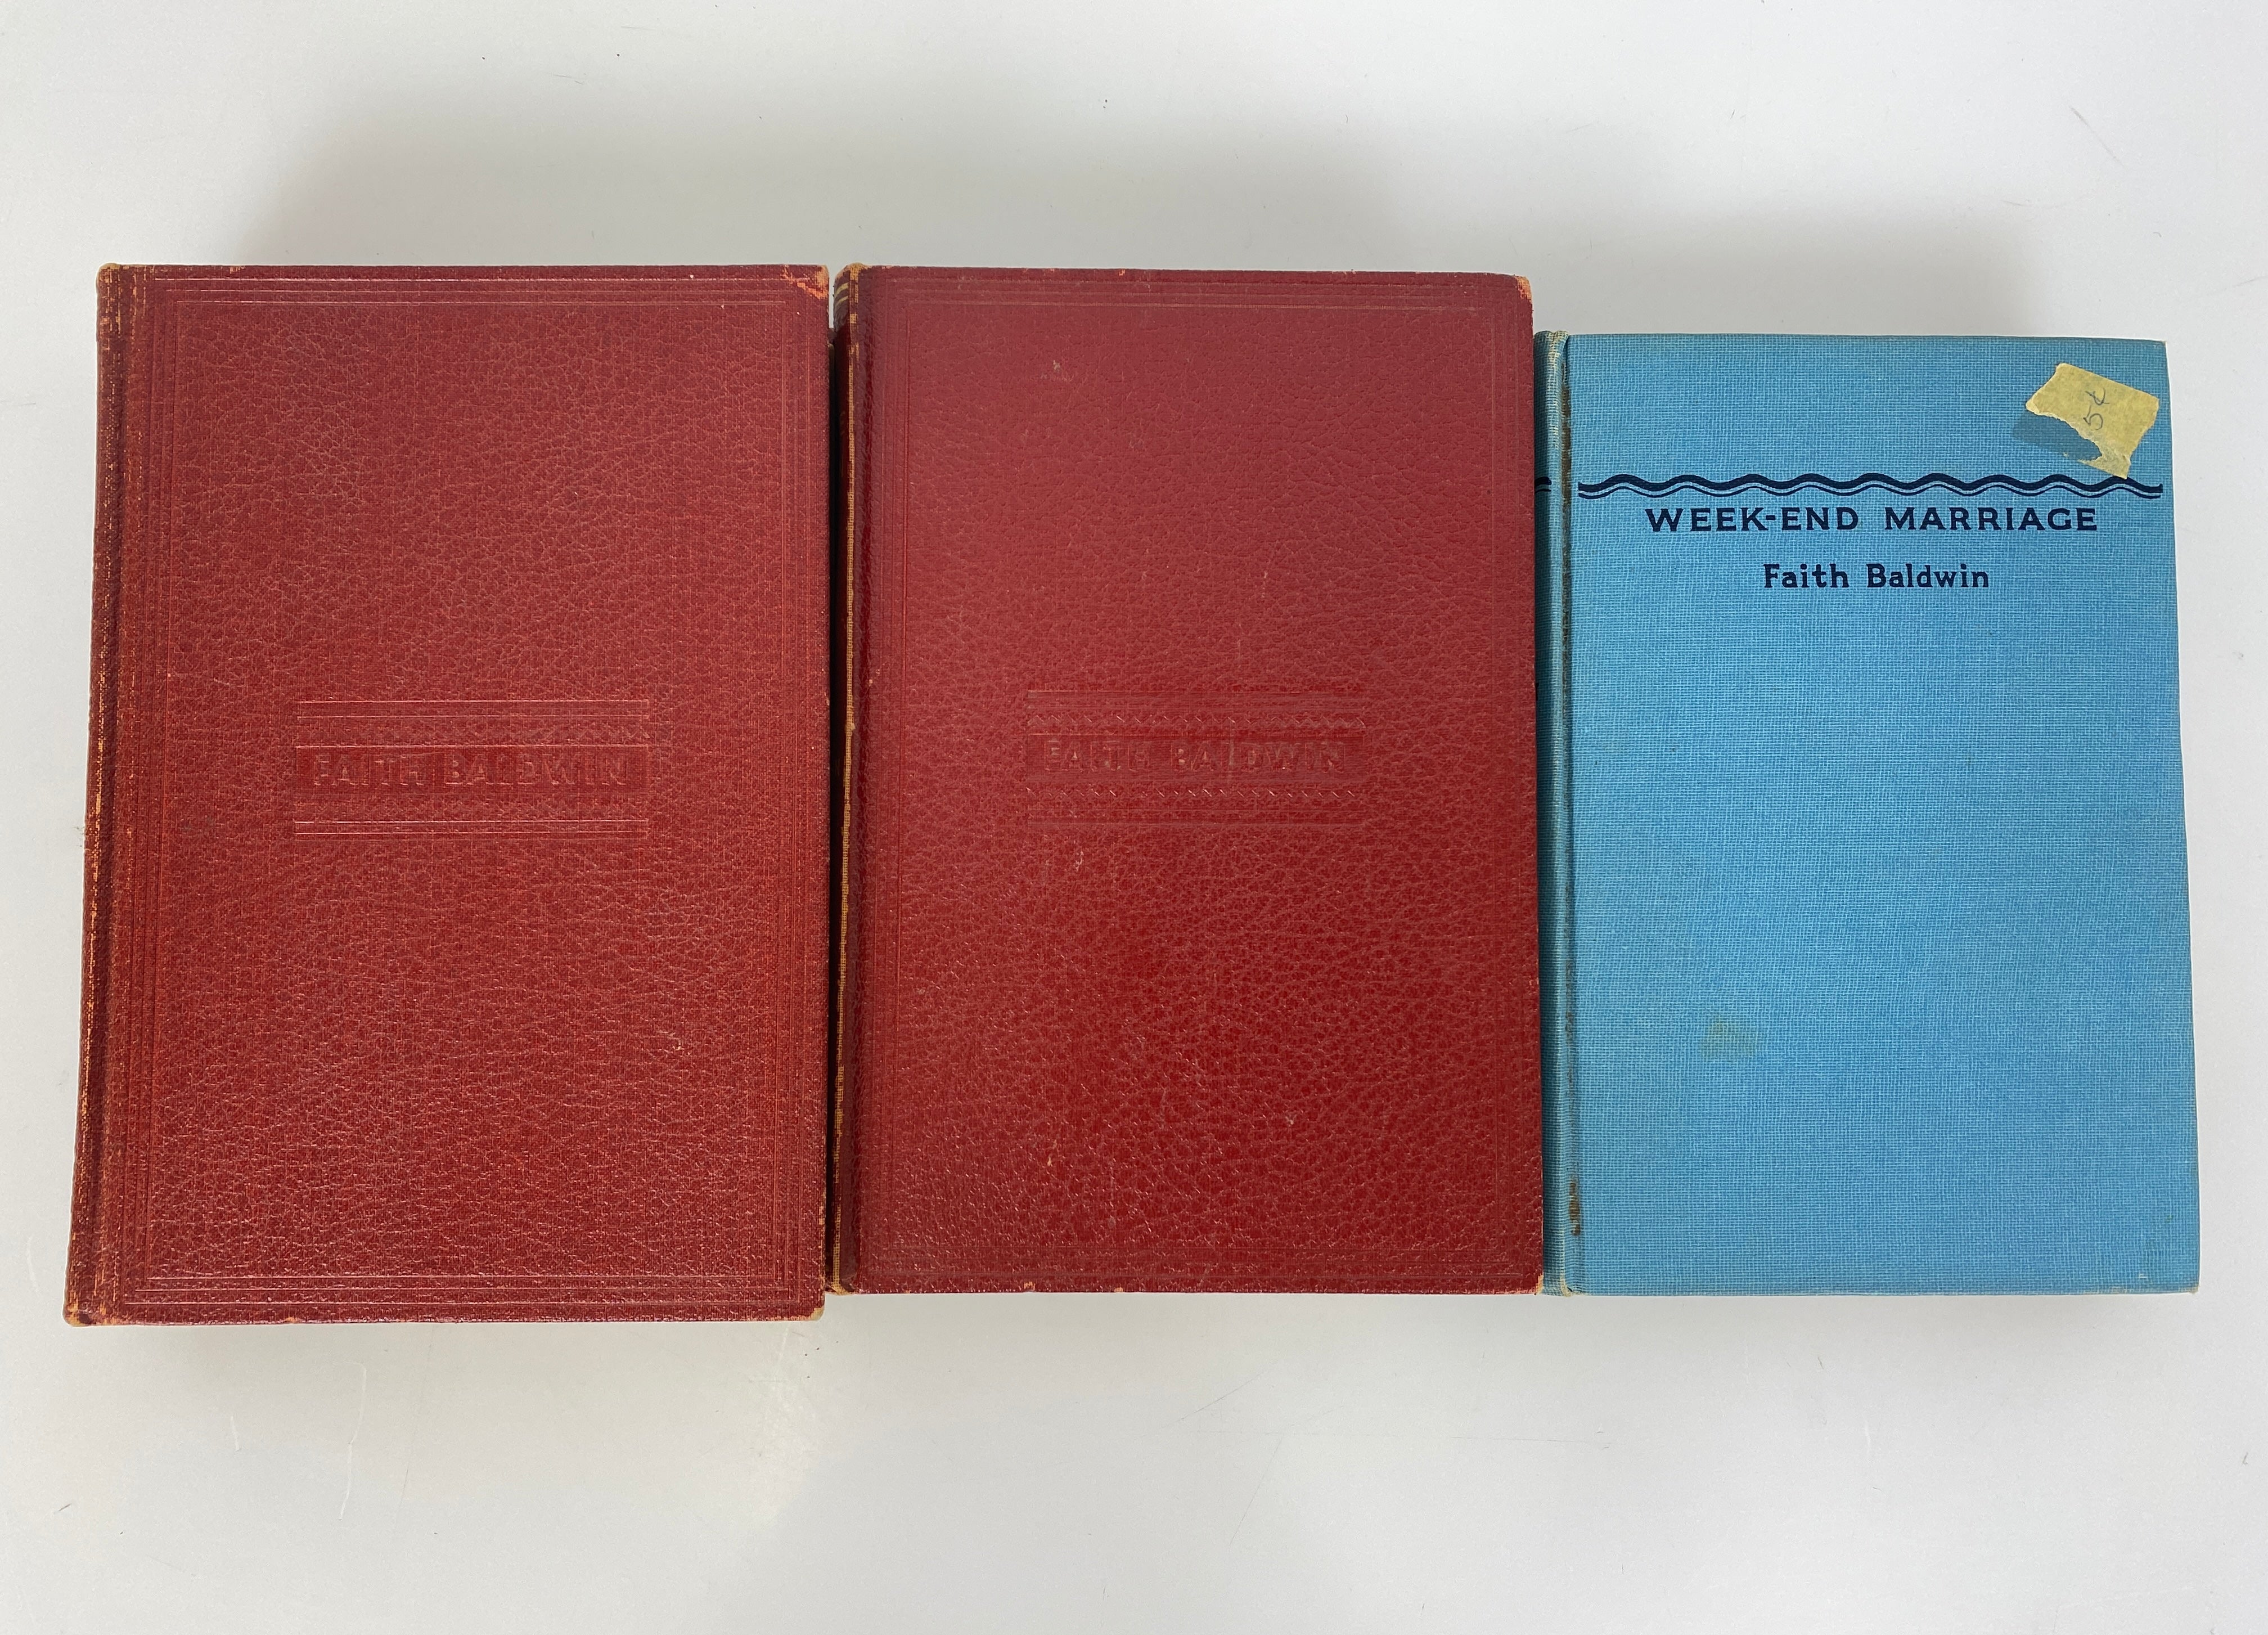 FAITH BALDWIN
FAITH BALDWIN
5¢
WEEK-END MARRIAGE
Faith Baldwin